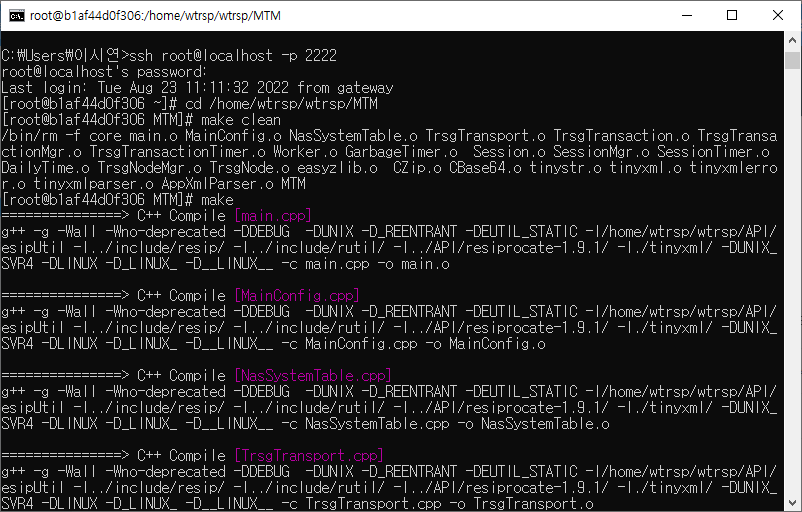 root@b1af44d0f306:/home/wtrsp/wtrsp/MTM
C:\Users\이시연>ssh root@localhost -p 2222
root@localhost's password:
Last login: Tue Aug 23 11:11:32 2022 from gateway
[root@b1af44d0f306 ~]# cd /home/wtrsp/wtrsp/MTM
[root@b1af44d0f306 MTM]# make clean
/bin/rm -f core main.o MainConfig.o NasSystemTable.o TrsgTransport.o TrsgTransaction.o TrsgTransa
ctionMgr.o TrsgTransactionTimer.o Worker.o GarbageTimer.o  Session.o SessionMgr.o SessionTimer.o
DailyTime.o TrsgNodeMgr.o TrsgNode.o easyzlib.o  CZip.o CBase64.o tinystr.o tinyxml.o tinyxmlerro
r.o tinyxmlparser.o AppXmlParser.o MTM
[root@b1af44d0f306 MTM]# make
===============> C++ Compile [main.cpp]
g++ -g -Wall -Wno-deprecated -DDEBUG  -DUNIX -D_REENTRANT -DEUTIL_STATIC -I/home/wtrsp/wtrsp/API/
esipUtil -I../include/resip/ -I../include/rutil/ -I../API/resiprocate-1.9.1/ -I./tinyxml/ -DUNIX_
SVR4 -DLINUX -D_LINUX_ -D__LINUX__ -c main.cpp -o main.o
===============> C++ Compile [MainConfig.cpp]
g++ -g -Wall -Wno-deprecated -DDEBUG  -DUNIX -D_REENTRANT -DEUTIL_STATIC -I/home/wtrsp/wtrsp/API/
esipUtil -I../include/resip/ -I../include/rutil/ -I../API/resiprocate-1.9.1/ -I./tinyxml/ -DUNIX_
SVR4 -DLINUX -D_LINUX_ -D__LINUX__ -c MainConfig.cpp -o MainConfig.o
===============> C++ Compile [NasSystemTable.cpp]
g++ -g -Wall -Wno-deprecated -DDEBUG  -DUNIX -D_REENTRANT -DEUTIL_STATIC -I/home/wtrsp/wtrsp/API/
esipUtil -I../include/resip/ -I../include/rutil/ -I../API/resiprocate-1.9.1/ -I./tinyxml/ -DUNIX_
SVR4 -DLINUX -D_LINUX_ -D__LINUX__ -c NasSystemTable.cpp -o NasSystemTable.o
===============> C++ Compile [TrsgTransport.cpp]
g++ -g -Wall -Wno-deprecated -DDEBUG  -DUNIX -D_REENTRANT -DEUTIL_STATIC -I/home/wtrsp/wtrsp/API/
esipUtil -I../include/resip/ -I../include/rutil/ -I../API/resiprocate-1.9.1/ -I./tinyxml/ -DUNIX_
SVR4 -DLINUX -D_LINUX_ -D__LINUX__ -c TrsgTransport.cpp -o TrsgTransport.o